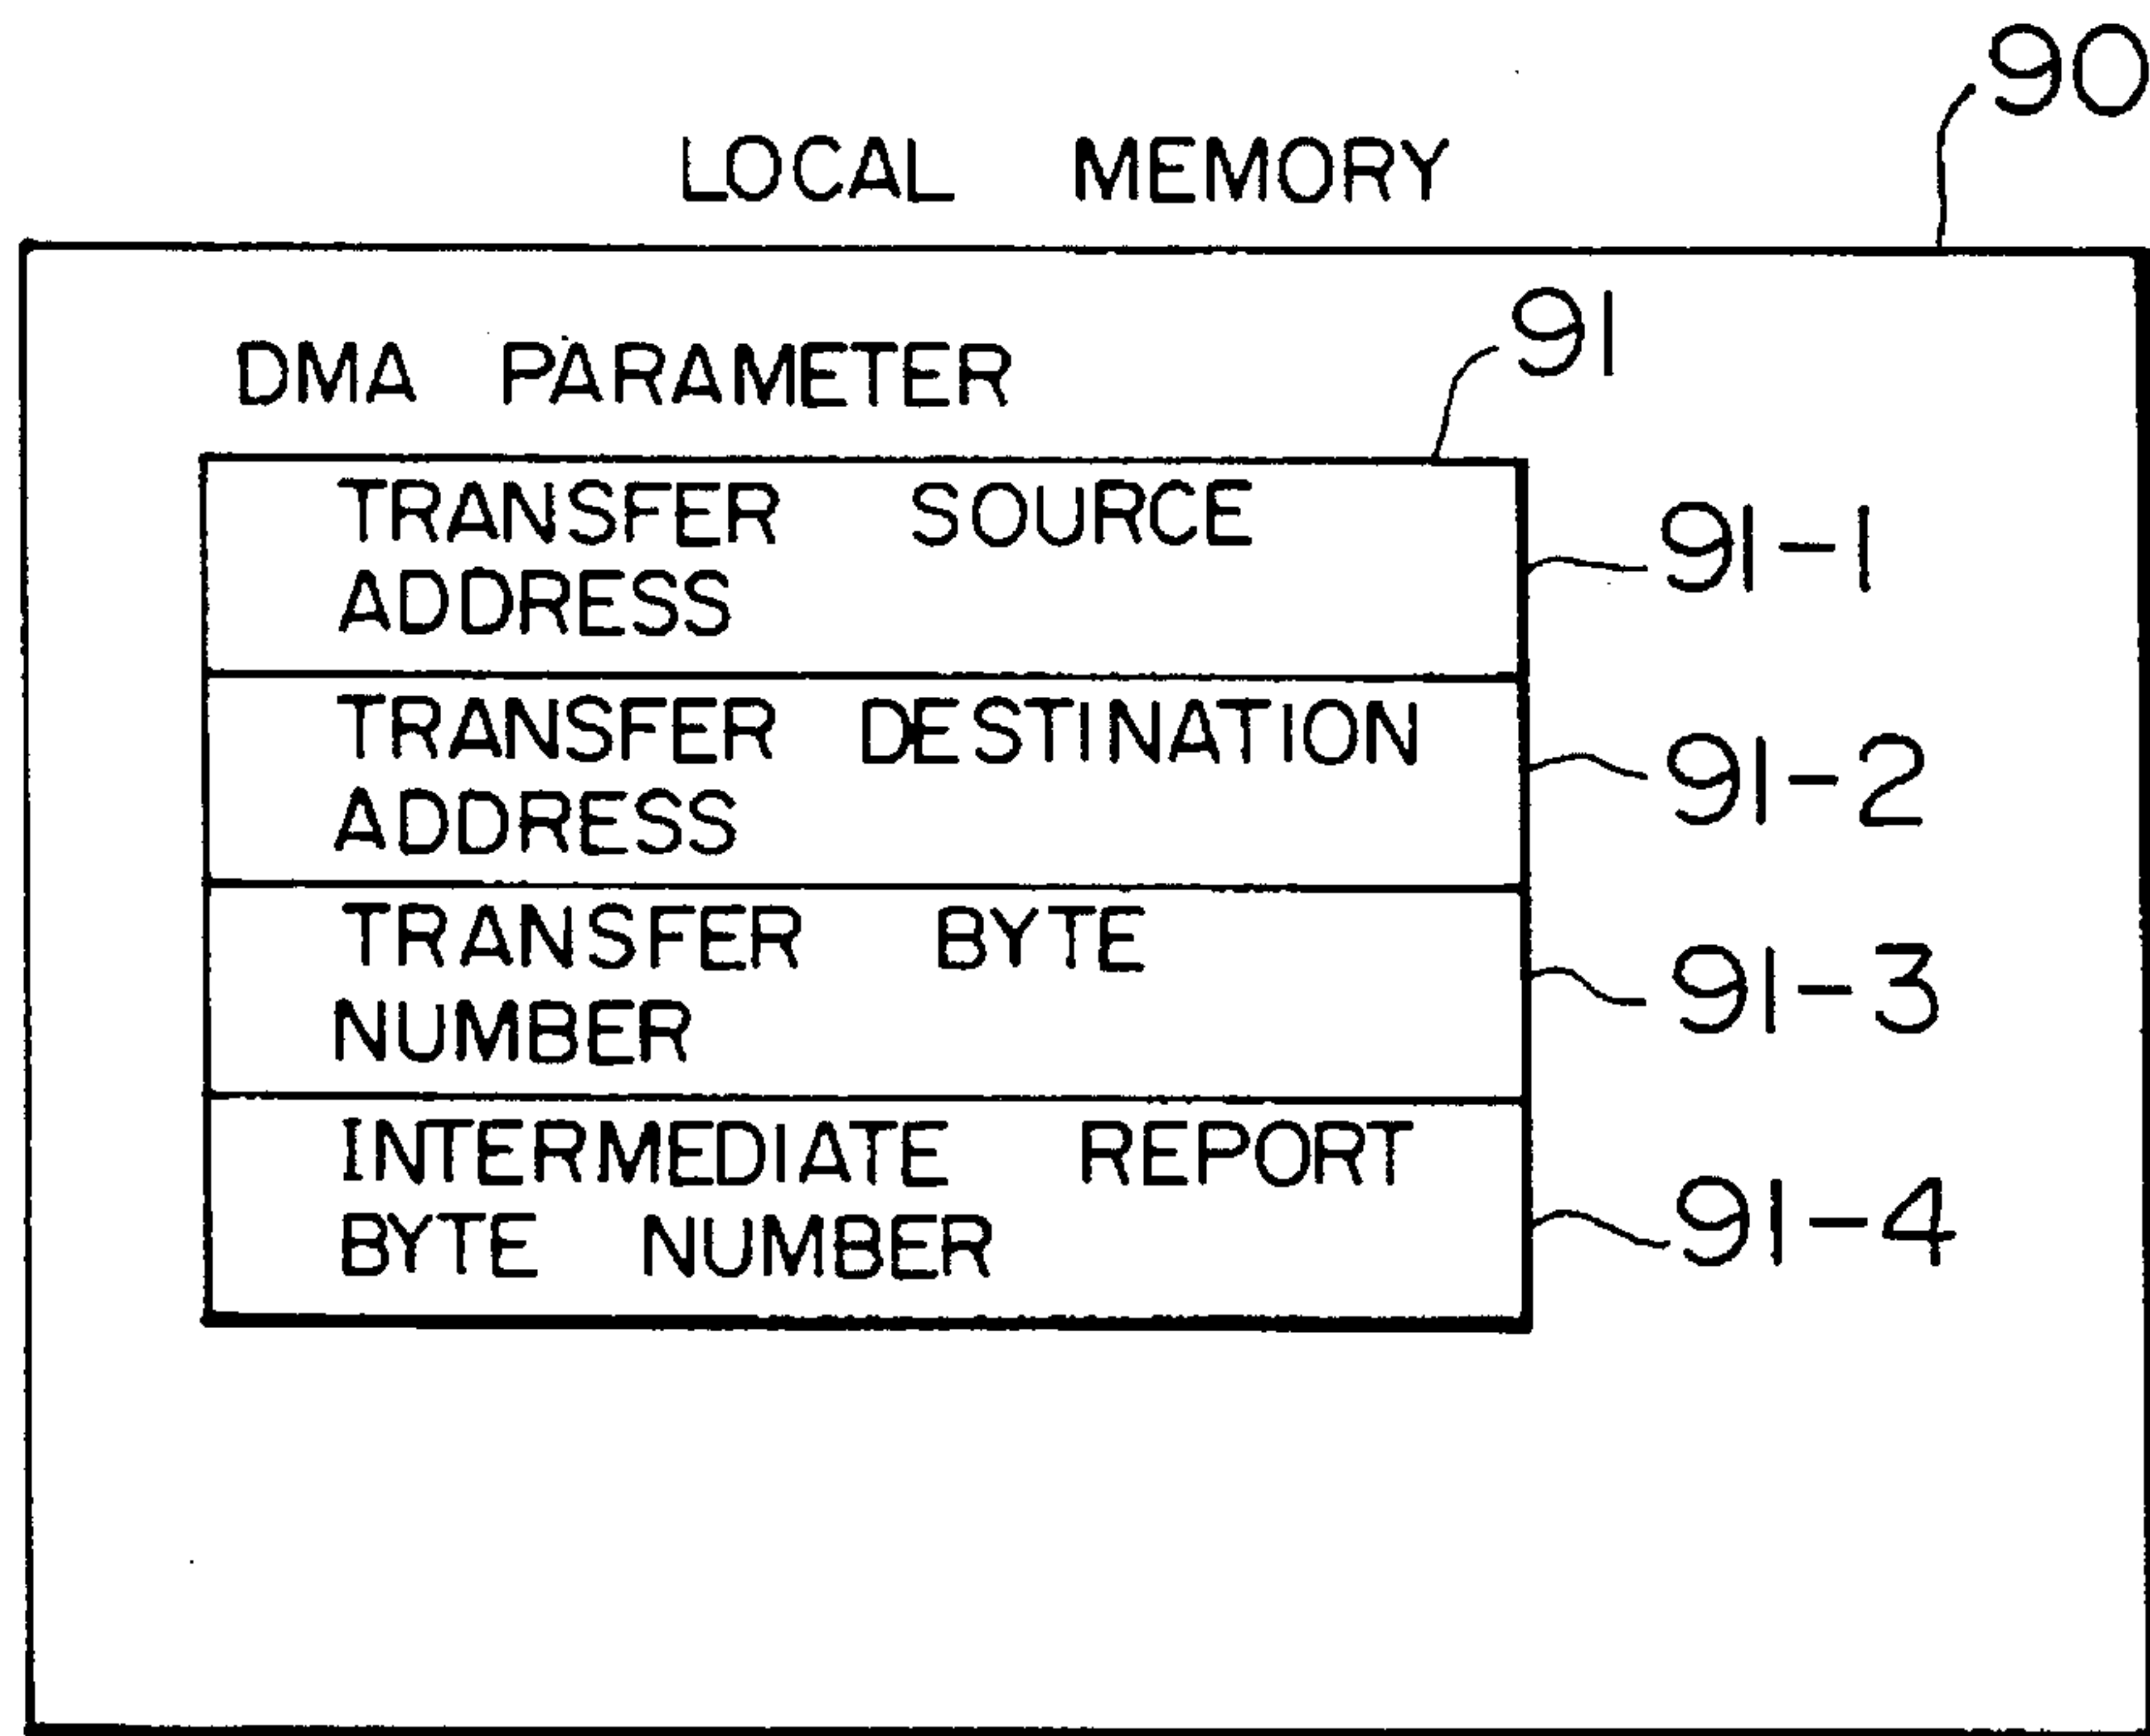 90
LOCAL MEMORY
91
DMA PARAMETER
TRANSFER SOURCE
ADDRESS
91-1
TRANSFER DESTINATION
ADDRESS
91-2
TRANSFER BYTE
NUMBER
91-3
INTERMEDIATE REPORT
BYTE NUMBER
91-4